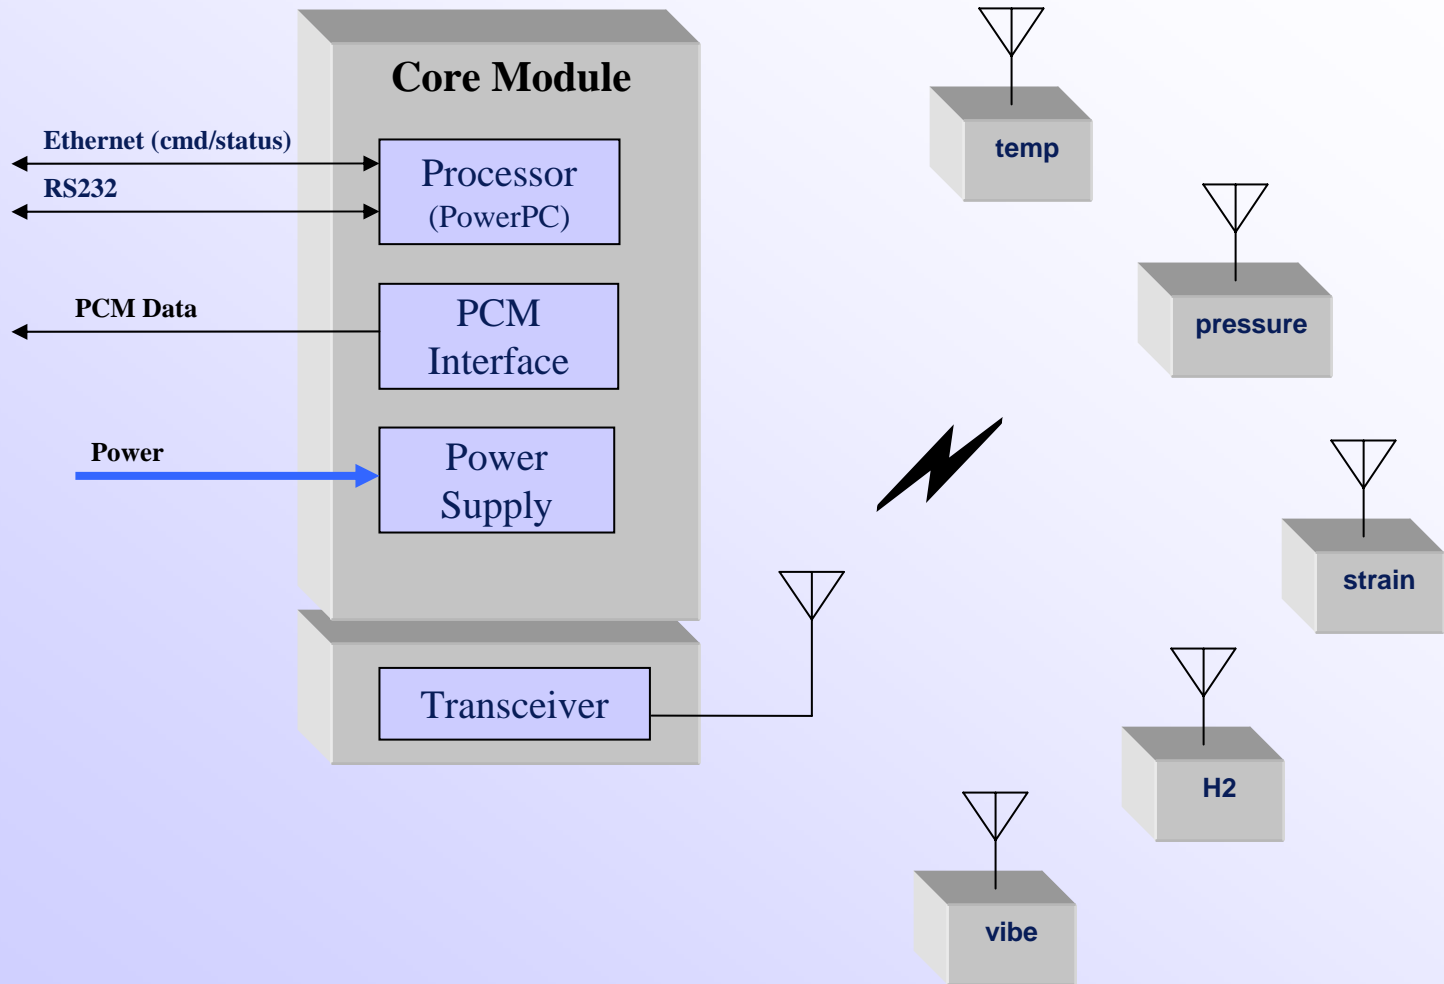 Core Module
Ethernet (cmd/status)
RS232
Processor
(PowerPC)
PCM Data
PCM
Interface
Power
Power
Supply
Transceiver
temp
pressure
strain
H2
vibe